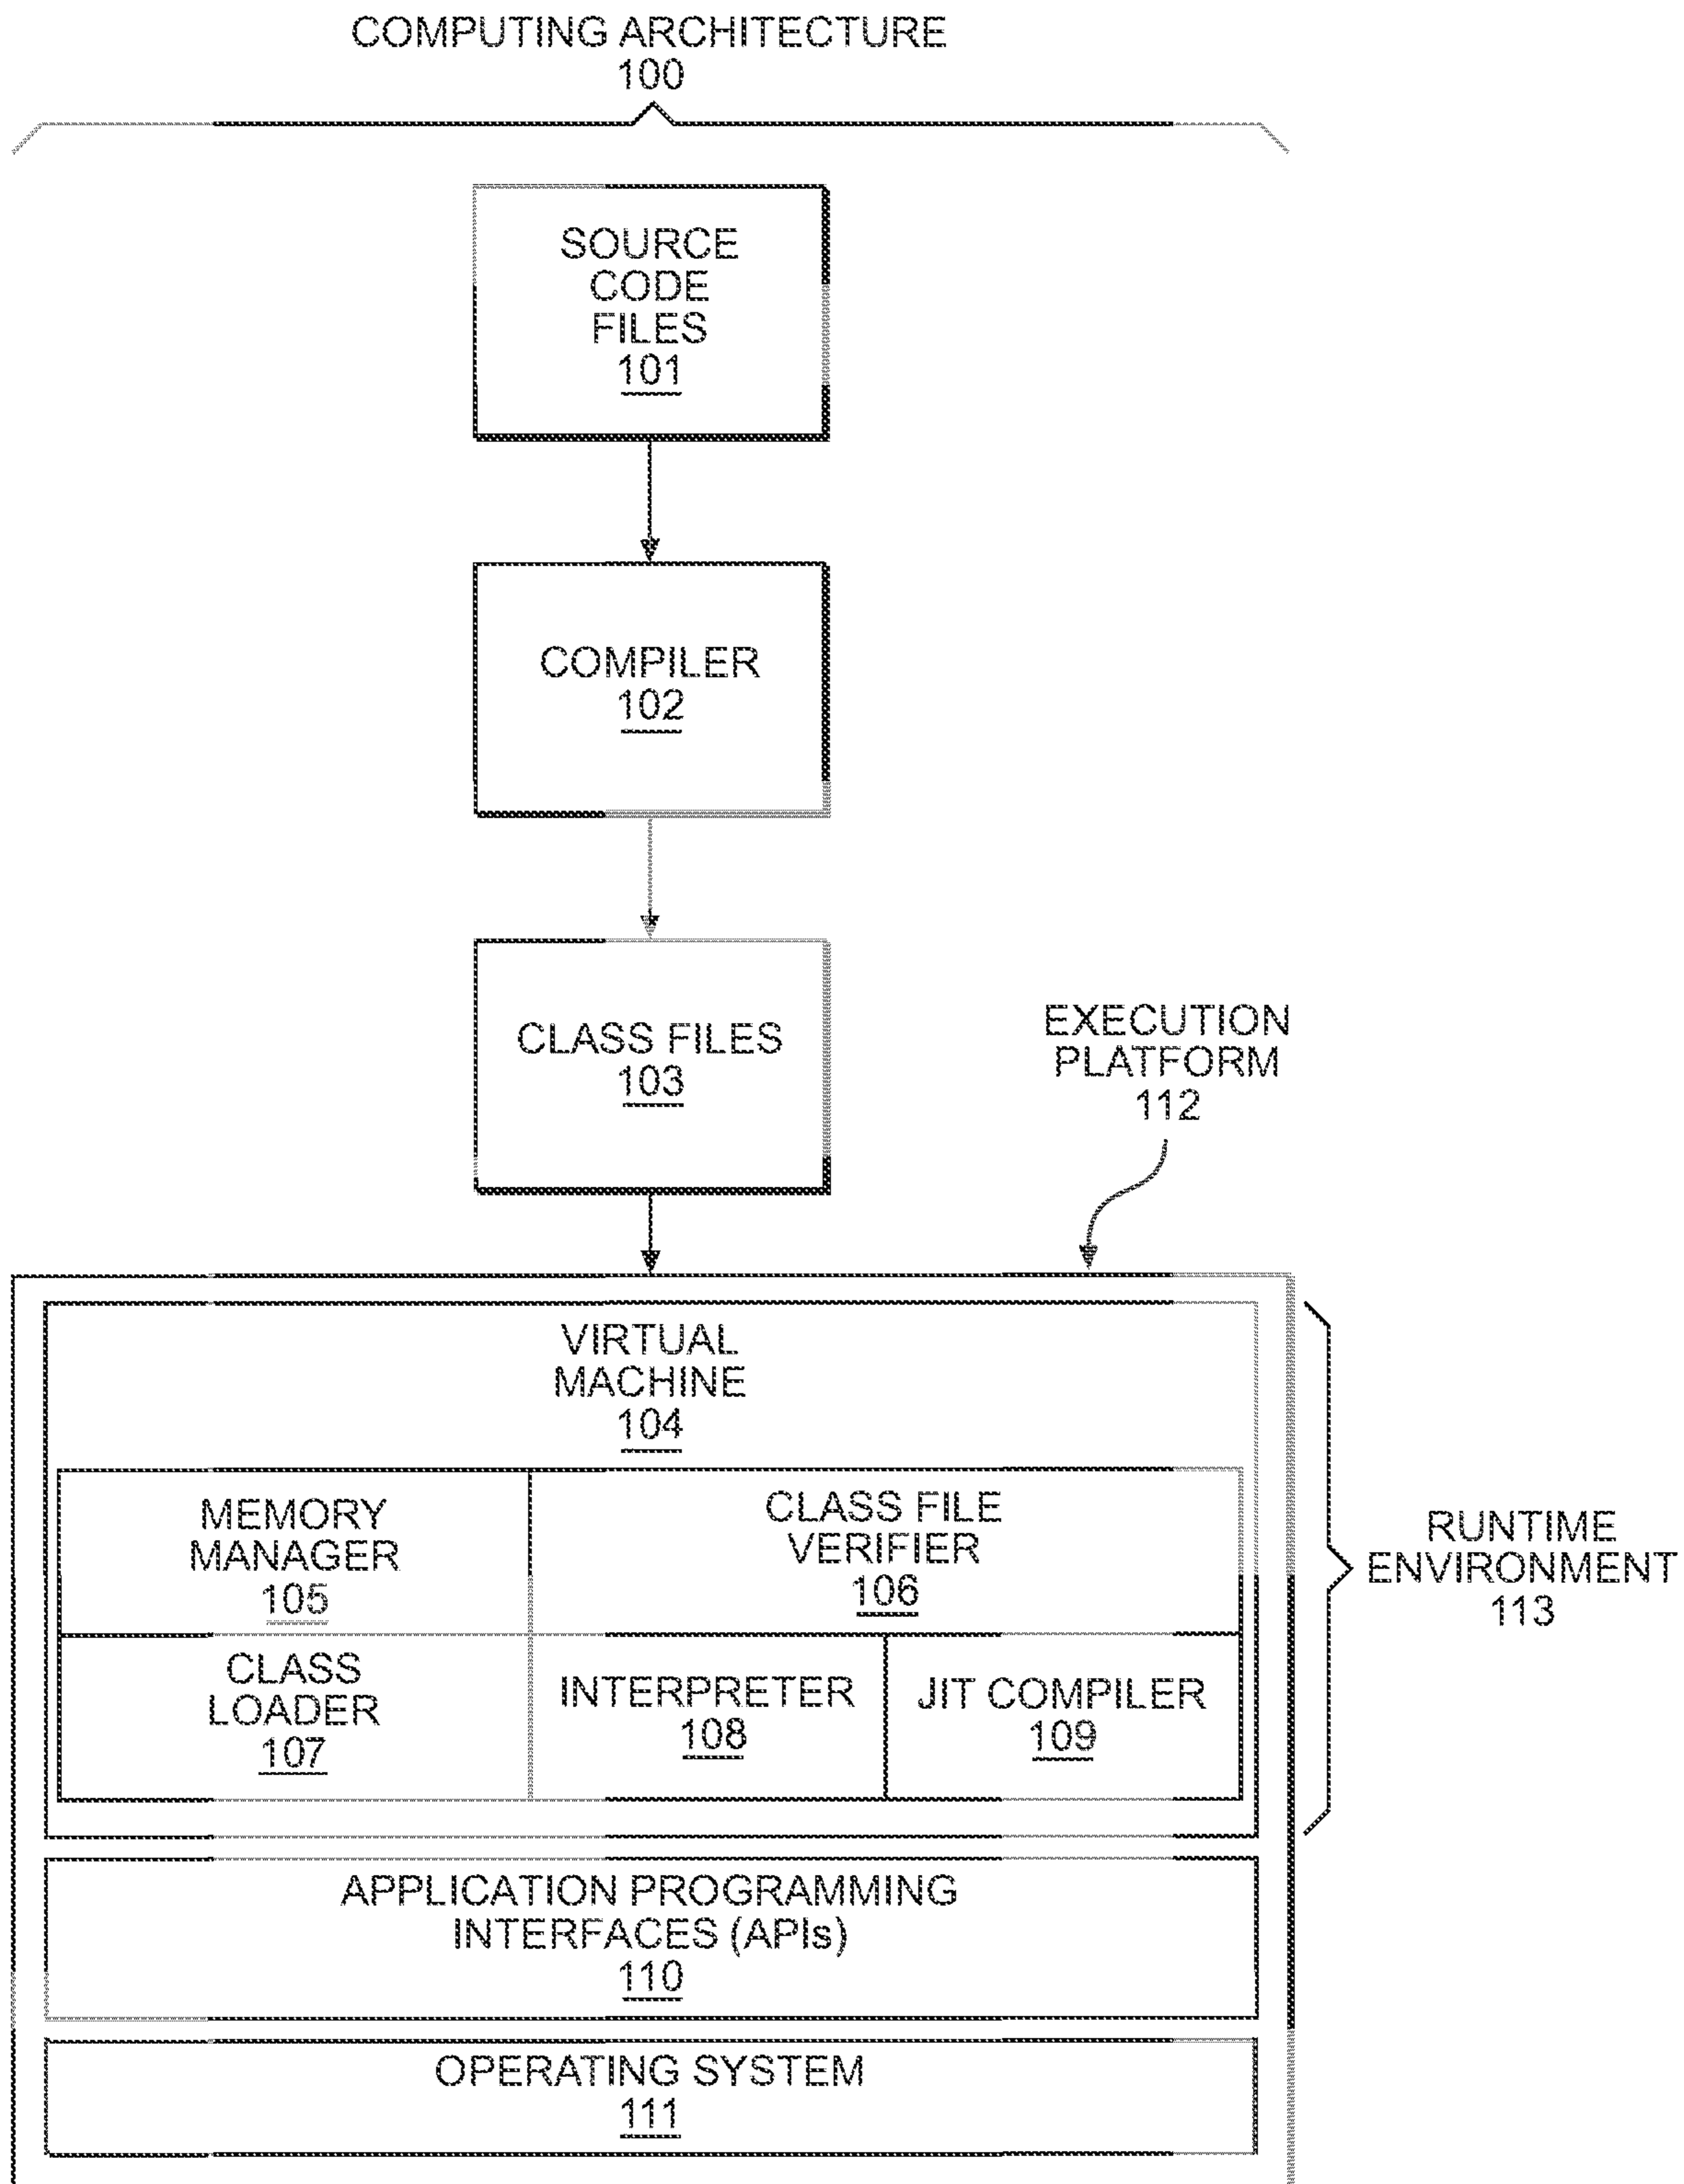 COMPUTING ARCHITECTURE
100
SOURCE
CODE
FILES
101
COMPILER
102
CLASS FILES
103
EXECUTION
PLATFORM
112
VIRTUAL
MACHINE
104
MEMORY
MANAGER
105
CLASS FILE
VERIFIER
106
CLASS
LOADER
107
INTERPRETER
108
JIT COMPILER
109
RUNTIME
ENVIRONMENT
113
APPLICATION PROGRAMMING
INTERFACES (APIs)
110
OPERATING SYSTEM
111